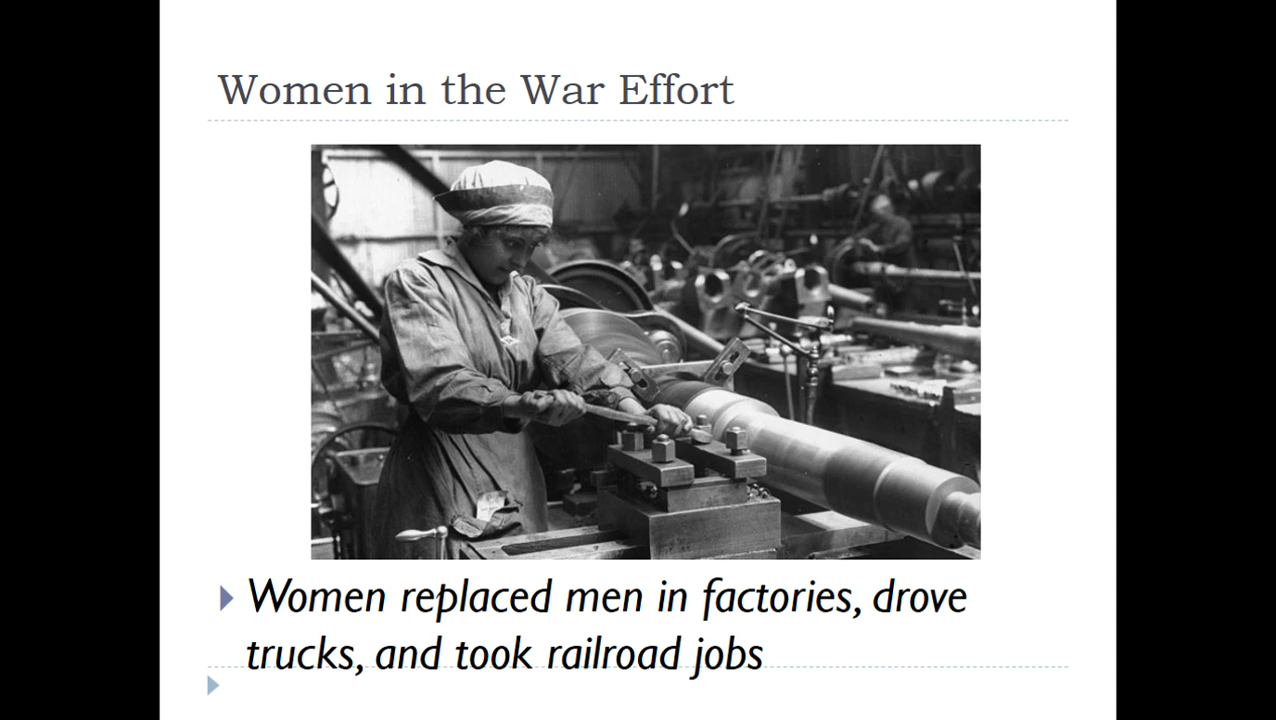 Women in the War Effort
Women replaced men in factories, drove
trucks, and took railroad jobs